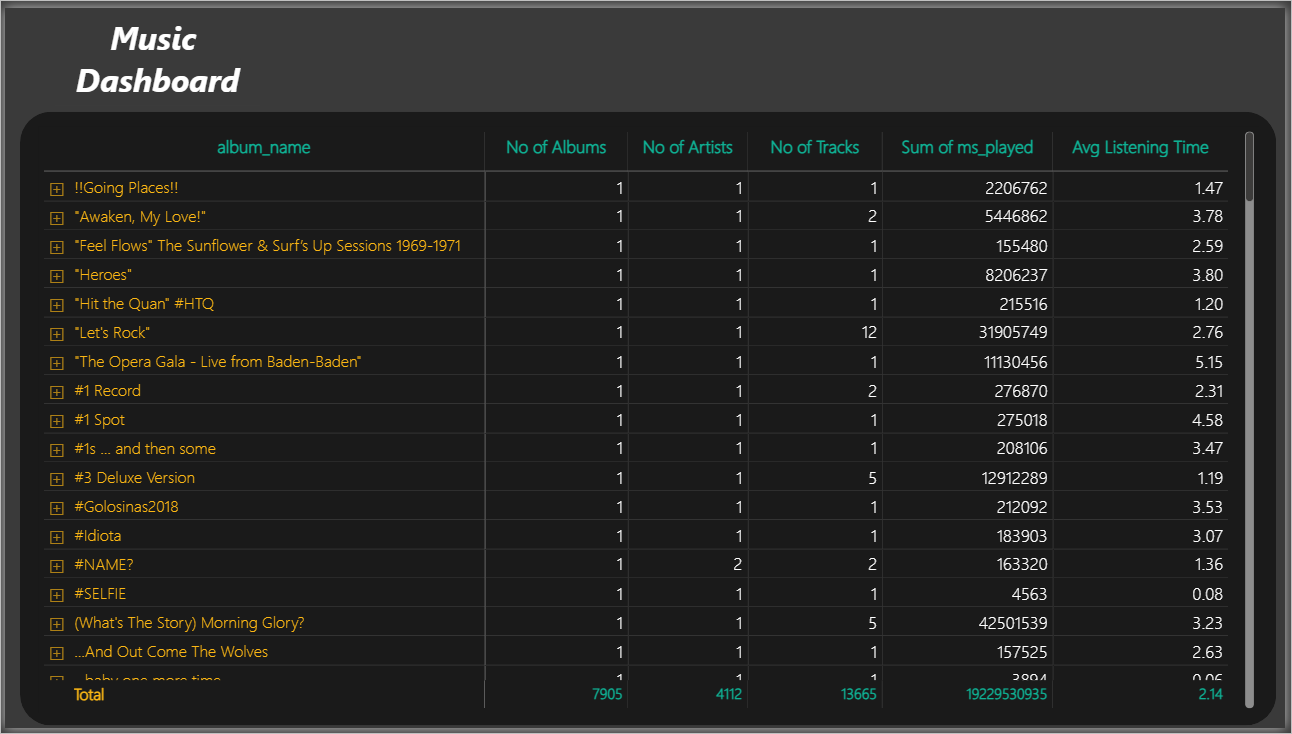 Music
Dashboard
album_name No of Albums No of Artists No of Tracks Sum of ms_played Avg Listening Time
!!Going Places!! 1 1 1 2206762 1.47
"Awaken, My Love!" 1 1 2 5446862 3.78
"Feel Flows" The Sunflower & Surf's Up Sessions 1969-1971 1 1 1 155480 2.59
"Heroes" 1 1 1 8206237 3.80
"Hit the Quan" #HTQ 1 1 1 215516 1.20
"Let's Rock" 1 1 12 31905749 2.76
"The Opera Gala - Live from Baden-Baden" 1 1 1 11130456 5.15
#1 Record 1 1 2 276870 2.31
#1 Spot 1 1 1 275018 4.58
#1s ... and then some 1 1 1 208106 3.47
#3 Deluxe Version 1 1 5 12912289 1.19
#Golosinas2018 1 1 1 212092 3.53
#Idiota 1 1 1 183903 3.07
#NAME? 1 2 2 163320 1.36
#SELFIE 1 1 1 4563 0.08
(What's The Story) Morning Glory? 1 1 5 42501539 3.23
...And Out Come The Wolves 1 1 1 157525 2.63
...baby one more time 1 1 1 3894 0.06
Total 7905 4112 13665 19229530935 2.14